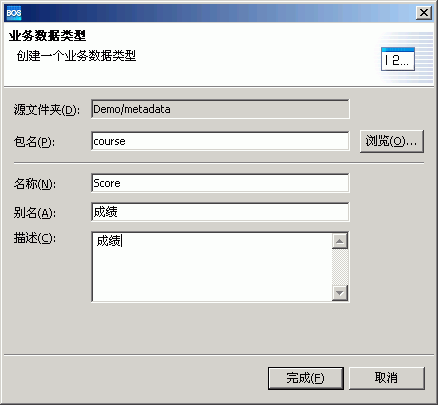 BOS
业务数据类型
创建一个业务数据类型
1 2...
源文件夹(D): Demo/metadata
包名(P): course 浏览(O)...
名称(N): Score
别名(A): 成绩
描述(C): 成绩
完成(F) 取消